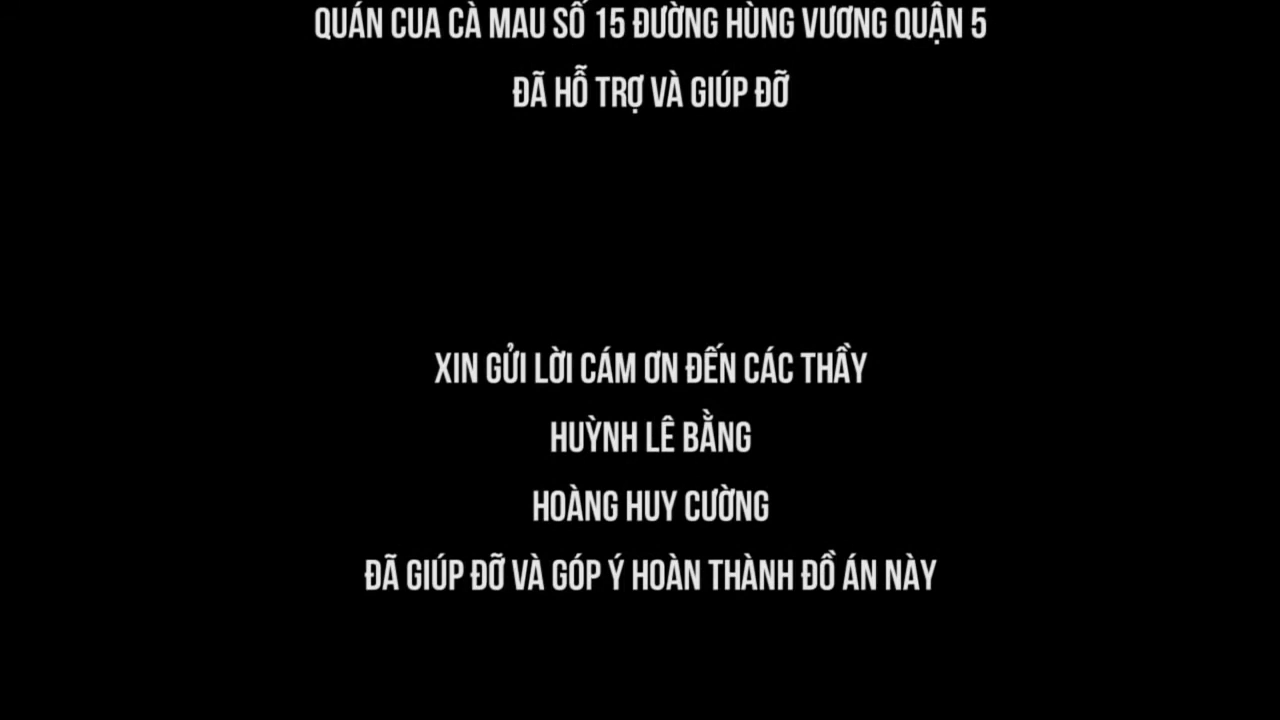 QUÁN CUA CÀ MAU SỐ 15 ĐƯỜNG HÙNG VƯƠNG QUẬN 5
ĐÃ HỖ TRỢ VÀ GIÚP ĐỠ
XIN GỬI LỜI CÁM ƠN ĐẾN CÁC THẦY
HUỲNH LÊ BẰNG
HOÀNG HUY CƯỜNG
ĐÃ GIÚP ĐỠ VÀ GÓP Ý HOÀN THÀNH ĐỒ ÁN NÀY